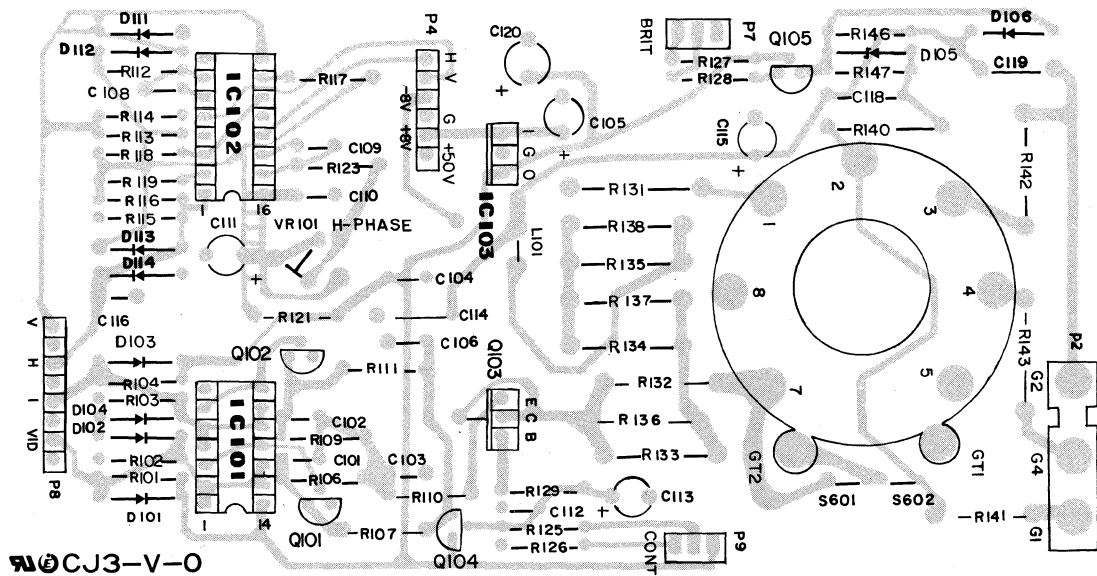 D111
D112
R112
C108
R114
R113
R118
R119
R116
R115
D113
D114
C116
IC102
1
16
C111
+
VR101 H-PHASE
R117
C109
R123
C110
P4
H
V
-8V
G
+8V
+50V
C120
+
C105
+
I
G
O
IC103
L101
BRIT
P7
R127
R128
Q105
R146
D105
R147
C118
R140
D106
C119
C115
+
R142
R131
R138
R135
R137
R134
R132
R136
R133
1
2
3
4
5
7
8
GT2
GT1
R143
P2
G2
G4
G1
R141
S601
S602
C104
C114
C106
R121
Q102
R111
Q103
E
C
B
V
H
I
VID
P8
D103
R104
R103
D104
D102
R102
R101
D101
IC101
1
14
C102
R109
C101
R106
C103
R110
Q101
R107
Q104
R129
C112
R125
R126
+
C113
CONT
P9
CJ3-V-0